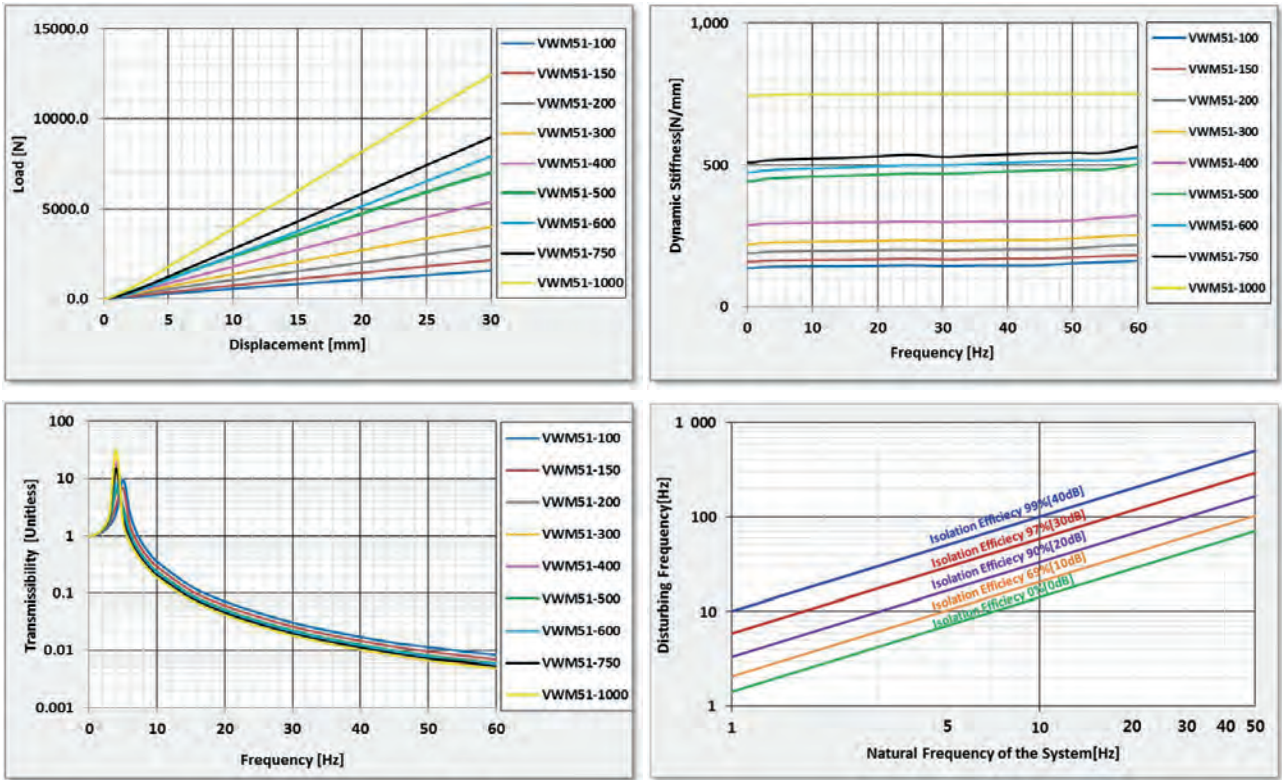 15000.0
10000.0
5000.0
0.0
Load [N]
0 5 10 15 20 25 30
Displacement [mm]
VWM51-100
VWM51-150
VWM51-200
VWM51-300
VWM51-400
VWM51-500
VWM51-600
VWM51-750
VWM51-1000
1,000
500
0
Dynamic Stiffness[N/mm]
0 10 20 30 40 50 60
Frequency [Hz]
VWM51-100
VWM51-150
VWM51-200
VWM51-300
VWM51-400
VWM51-500
VWM51-600
VWM51-750
VWM51-1000
100
10
1
0.1
0.01
0.001
Transmissibility [Unitless]
0 10 20 30 40 50 60
Frequency [Hz]
VWM51-100
VWM51-150
VWM51-200
VWM51-300
VWM51-400
VWM51-500
VWM51-600
VWM51-750
VWM51-1000
1 000
100
10
1
Disturbing Frequency[Hz]
Isolation Efficiecy 99%[40dB]
Isolation Efficiecy 97%[30dB]
Isolation Efficiecy 90%[20dB]
Isolation Efficiecy 69%[10dB]
Isolation Efficiecy 0%[0dB]
1 5 10 20 30 50
Natural Frequency of the System[Hz]